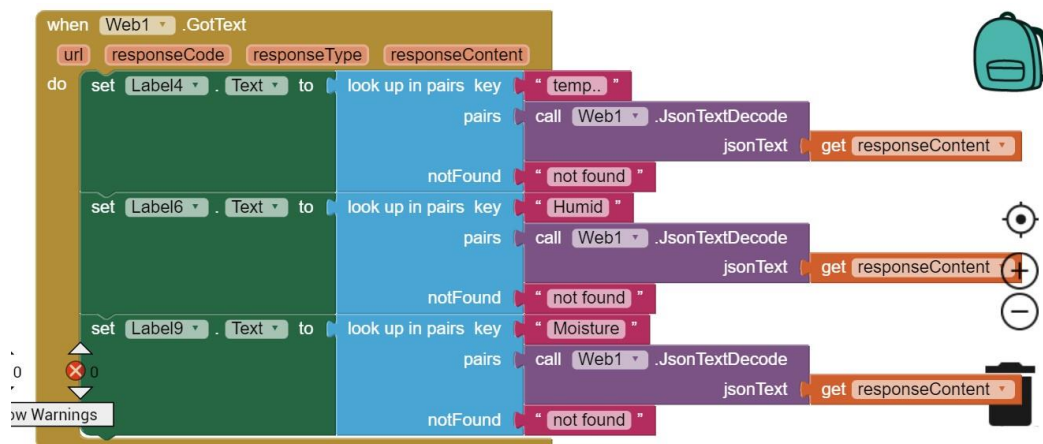 when Web1 .GotText
url responseCode responseType responseContent
do set Label4 . Text to look up in pairs key " temp.. "
pairs call Web1 .JsonTextDecode
jsonText get responseContent
notFound " not found "
set Label6 . Text to look up in pairs key " Humid "
pairs call Web1 .JsonTextDecode
jsonText get responseContent
notFound " not found "
set Label9 . Text to look up in pairs key " Moisture "
pairs call Web1 .JsonTextDecode
0 0
jsonText get responseContent
Warnings
notFound " not found "